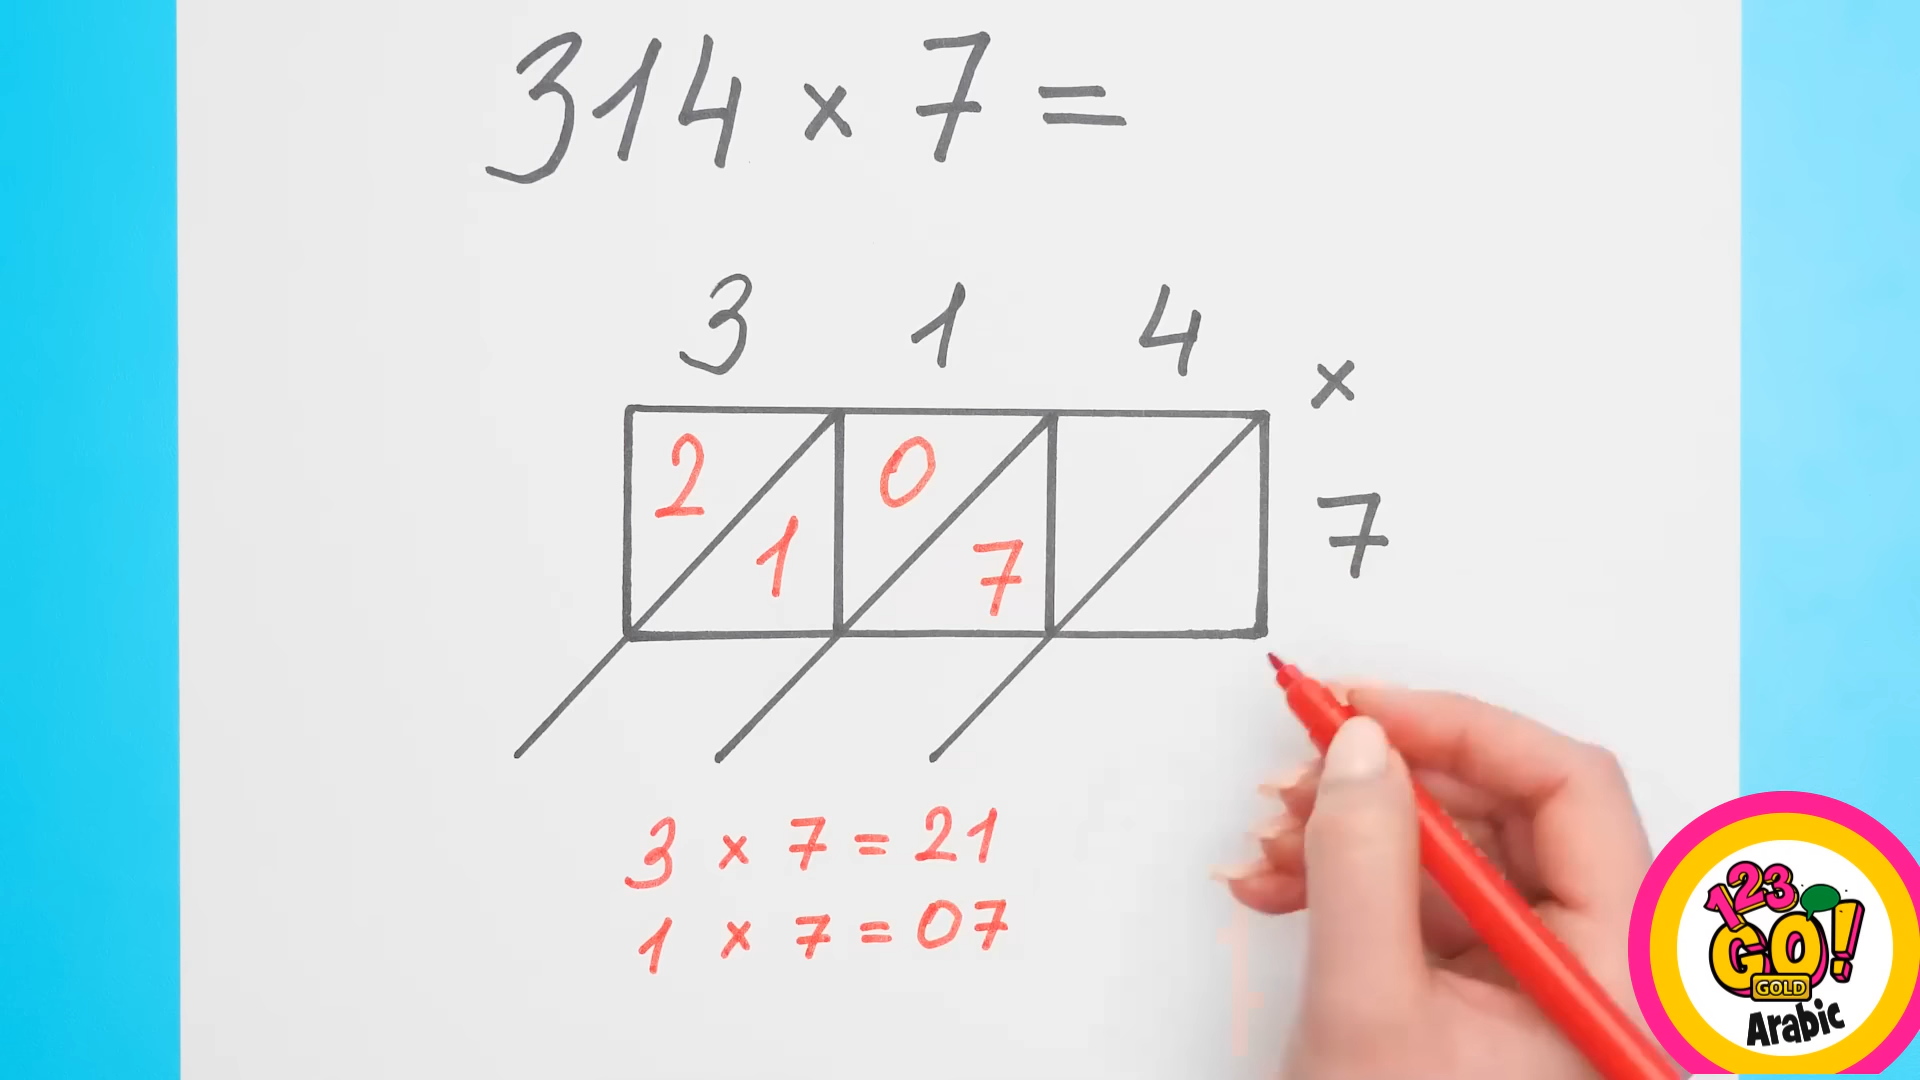 314 × 7 =
3 1 4 ×
2 0
7
1 7
3 × 7 = 21
1 × 7 = 07
123 GO!
GOLD
Arabic